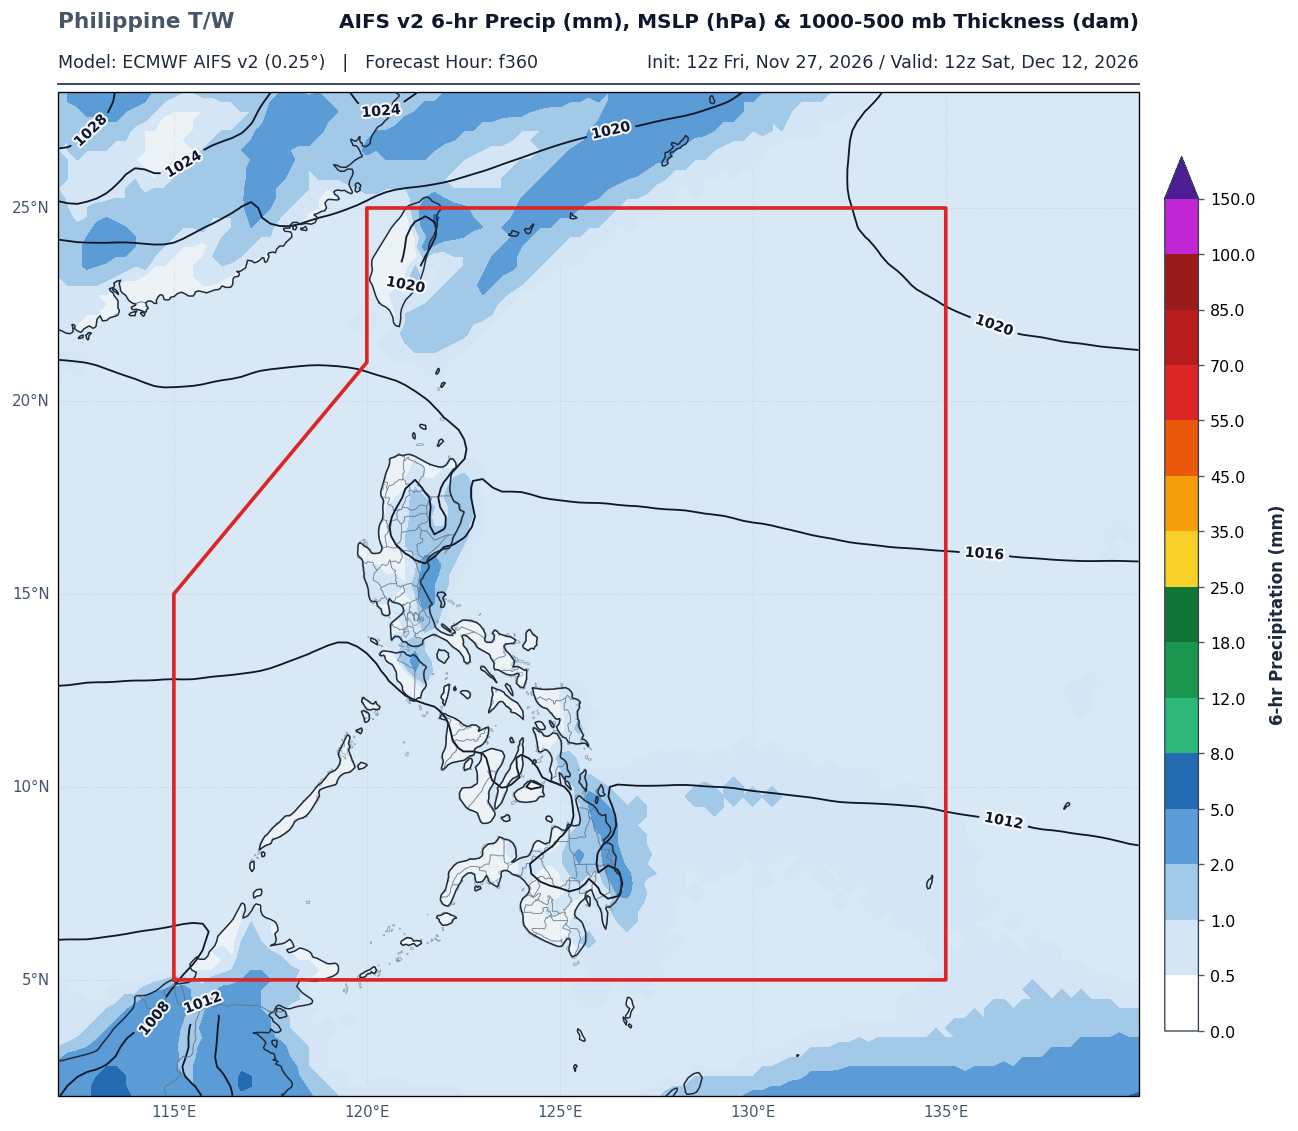 Philippine T/W
AIFS v2 6-hr Precip (mm), MSLP (hPa) & 1000-500 mb Thickness (dam)
Model: ECMWF AIFS v2 (0.25°) | Forecast Hour: f360
Init: 12z Fri, Nov 27, 2026 / Valid: 12z Sat, Dec 12, 2026
1028
1024
1024
1020
1020
1020
1016
1012
1012
1008
25°N
20°N
15°N
10°N
5°N
115°E
120°E
125°E
130°E
135°E
150.0
100.0
85.0
70.0
55.0
45.0
35.0
25.0
18.0
12.0
8.0
5.0
2.0
1.0
0.5
0.0
6-hr Precipitation (mm)